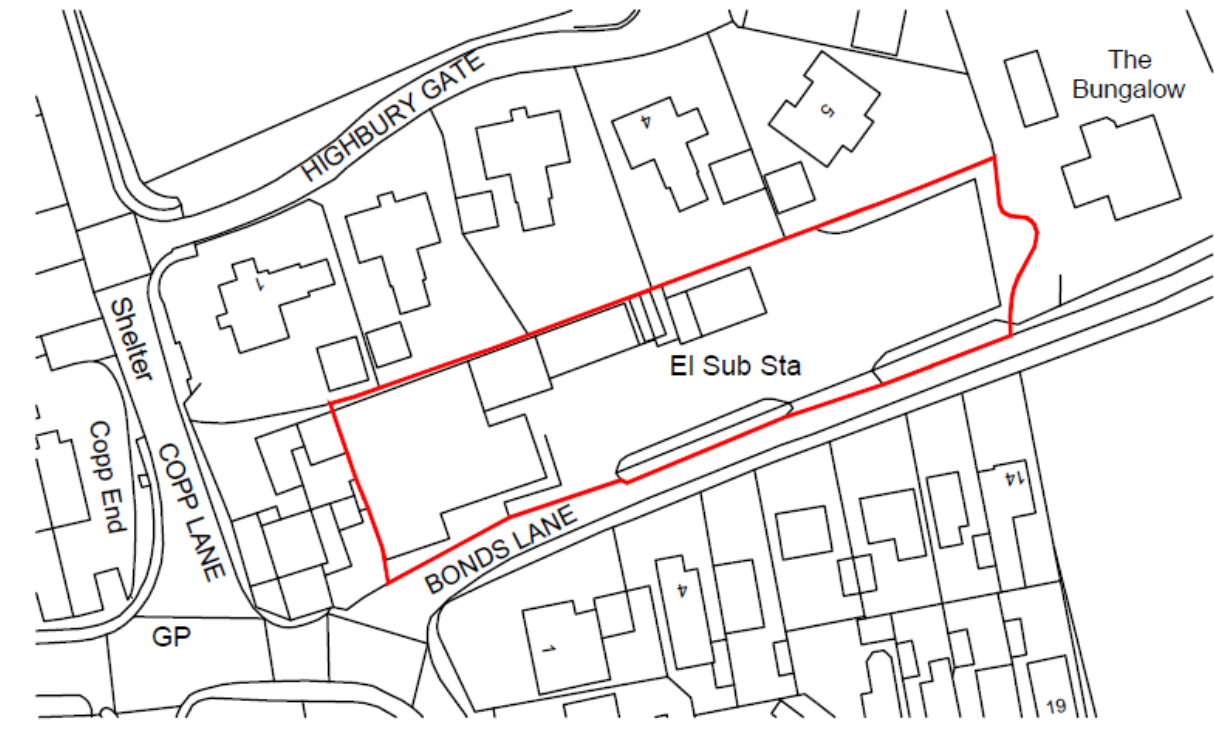 The
Bungalow
HIGHBURY GATE
4
5
1
Shelter
El Sub Sta
Copp End
COPP LANE
BONDS LANE
14
4
1
GP
19